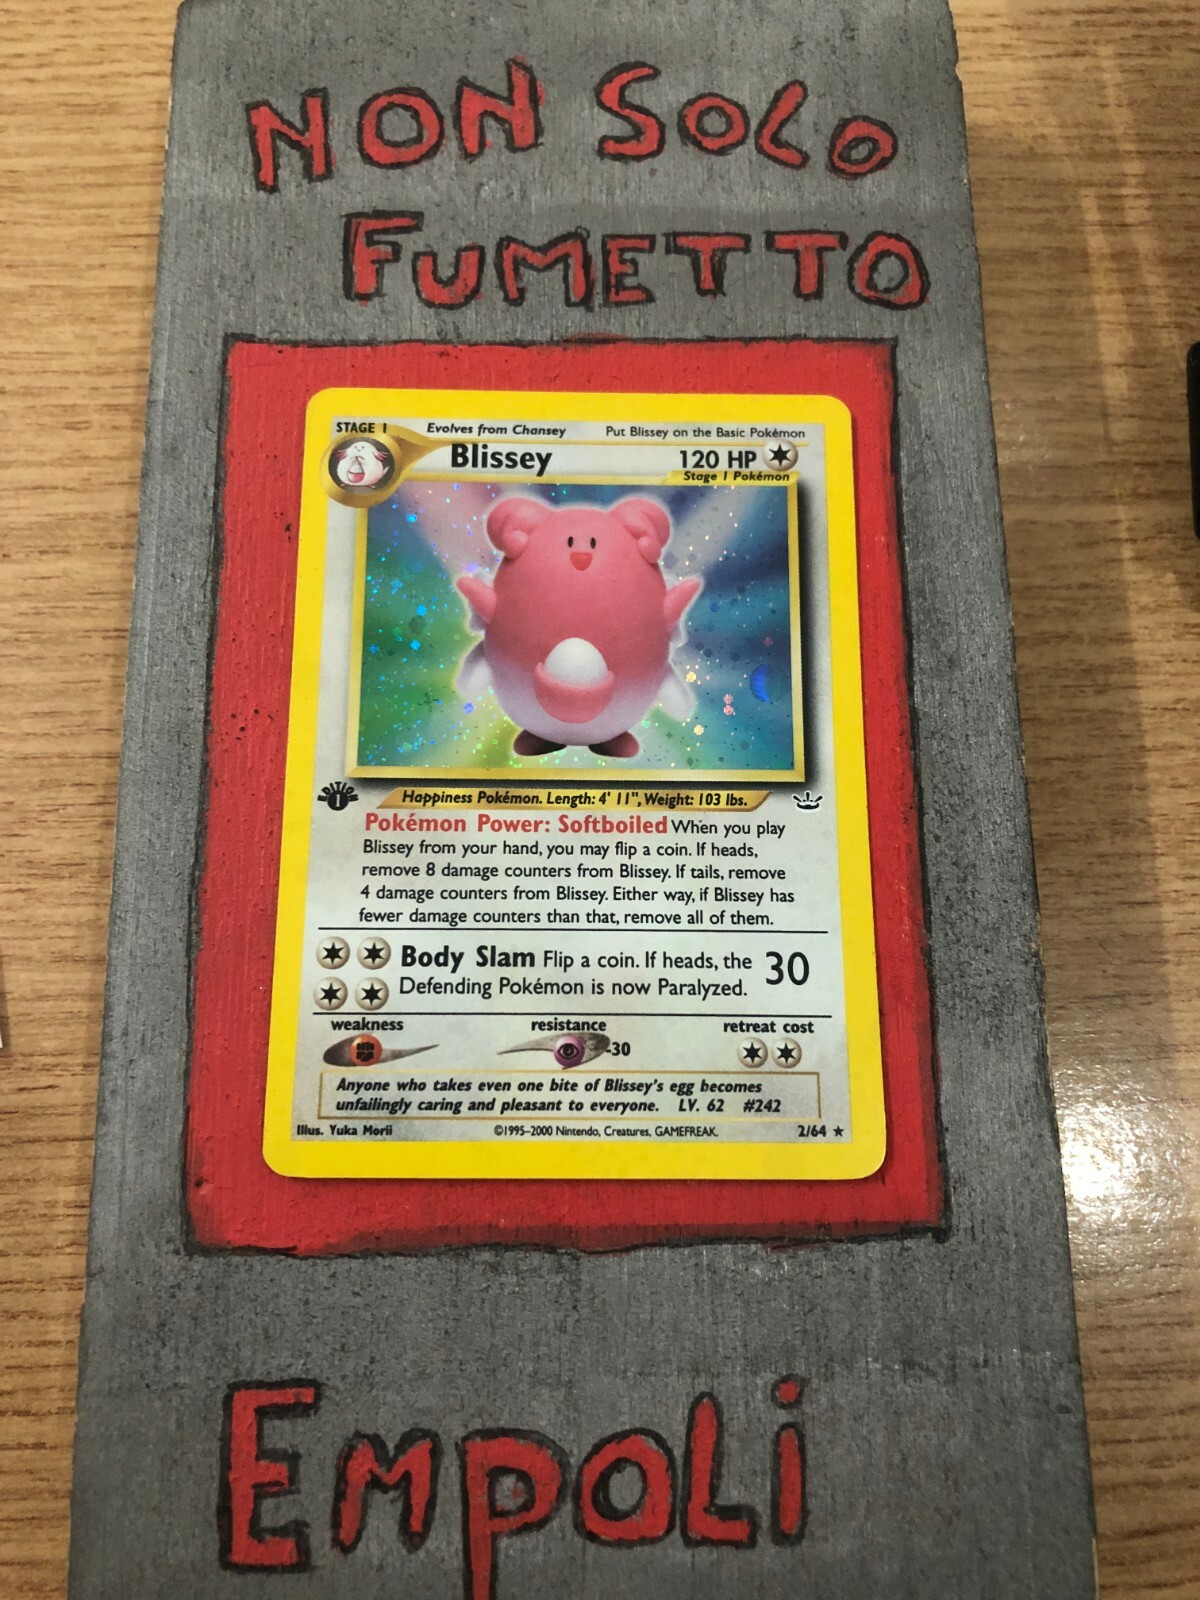 NON SOLO
FUMETTO
STAGE 1 Evolves from Chansey Put Blissey on the Basic Pokémon
Blissey 120 HP
Stage 1 Pokémon
EDITION 1
Happiness Pokémon. Length: 4' 11", Weight: 103 lbs.
Pokémon Power: Softboiled When you play
Blissey from your hand, you may flip a coin. If heads,
remove 8 damage counters from Blissey. If tails, remove
4 damage counters from Blissey. Either way, if Blissey has
fewer damage counters than that, remove all of them.
Body Slam Flip a coin. If heads, the 30
Defending Pokémon is now Paralyzed.
weakness resistance retreat cost
-30
Anyone who takes even one bite of Blissey's egg becomes
unfailingly caring and pleasant to everyone. LV. 62 #242
Illus. Yuka Morii ©1995-2000 Nintendo, Creatures, GAMEFREAK. 2/64 ★
EmpoLi